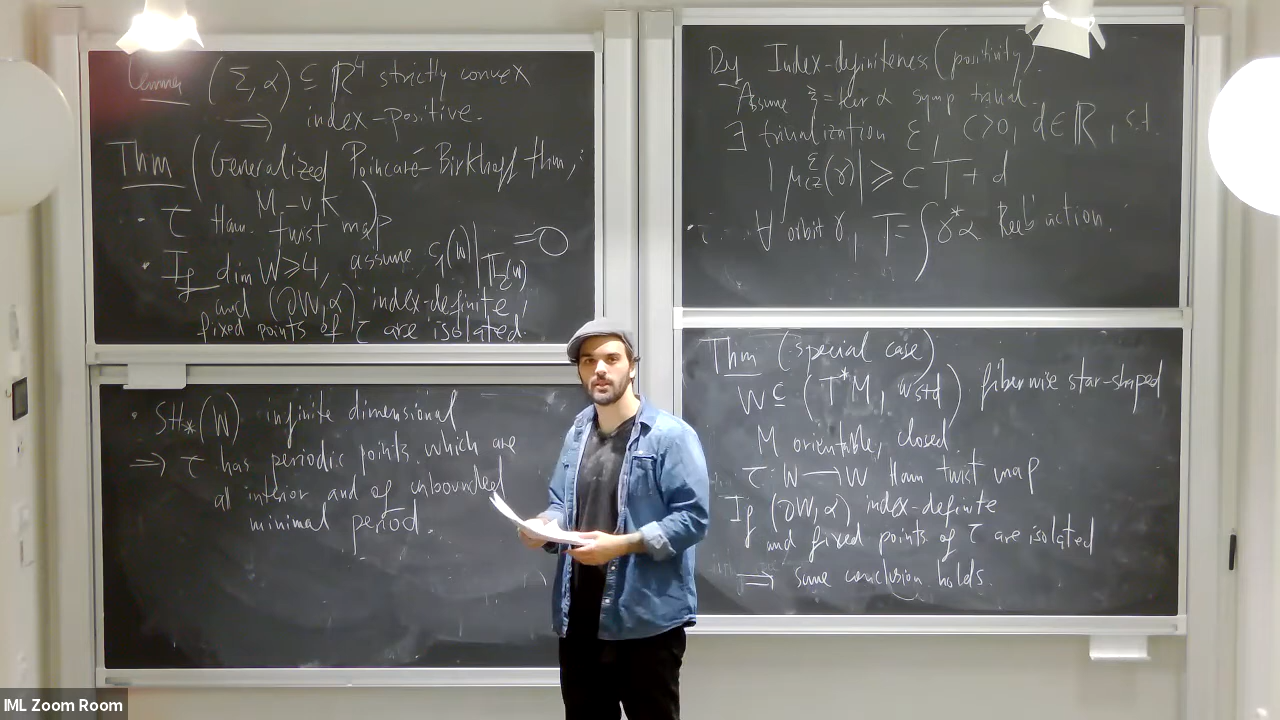 Lemma (Σ,α) ⊆ ℝ⁴ strictly convex
⟹ index-positive.
Thm (Generalized Poincaré-Birkhoff thm,
M.-v K)
• τ Ham. twist map
• If dim W≥4, assume c₁(W)|π₂(W) =0
and (∂W,α) index-definite,
fixed points of τ are isolated.
• SH*(W) infinite dimensional
⟹ τ has periodic points which are
all interior and of unbounded
minimal period.
Index-definiteness (positivity).
Assume ξ=ker α symp trivial.
∃ trivialization ε, C>0, d∈ℝ, s.t.
|μ^ε_CZ(γ)| ⩾ cT+d
∀ orbit γ, T=∫γ*α Reeb action.
Thm (special case)
W ⊆ (T*M, ωstd) fiberwise star-shaped
M orientable, closed.
τ: W⟶W Ham twist map
If (∂W,α) index-definite
and fixed points of τ are isolated
⟹ same conclusion holds.
IML Zoom Room